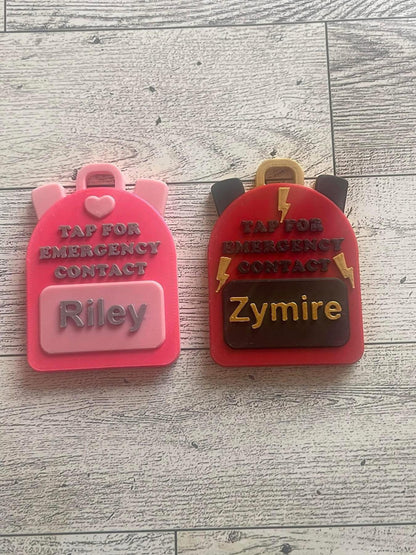 TAP FOR
EMERGENCY
CONTACT
Riley
TAP FOR
EMERGENCY
CONTACT
Zymire